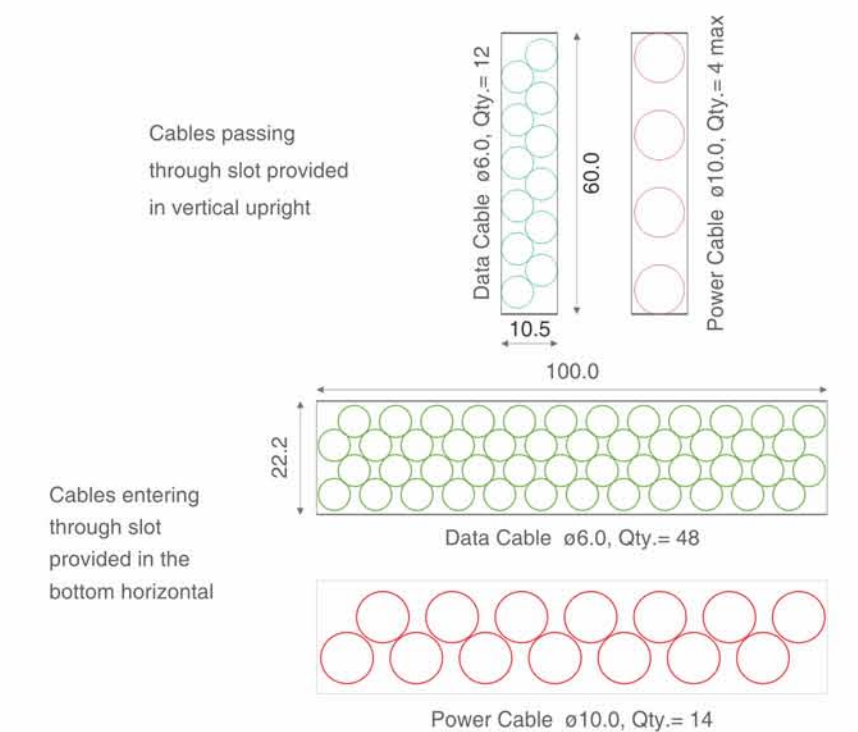 Cables passing
through slot provided
in vertical upright
Data Cable ø6.0, Qty.= 12
60.0
10.5
Power Cable ø10.0, Qty.= 4 max
100.0
22.2
Cables entering
through slot
provided in the
bottom horizontal
Data Cable ø6.0, Qty.= 48
Power Cable ø10.0, Qty.= 14